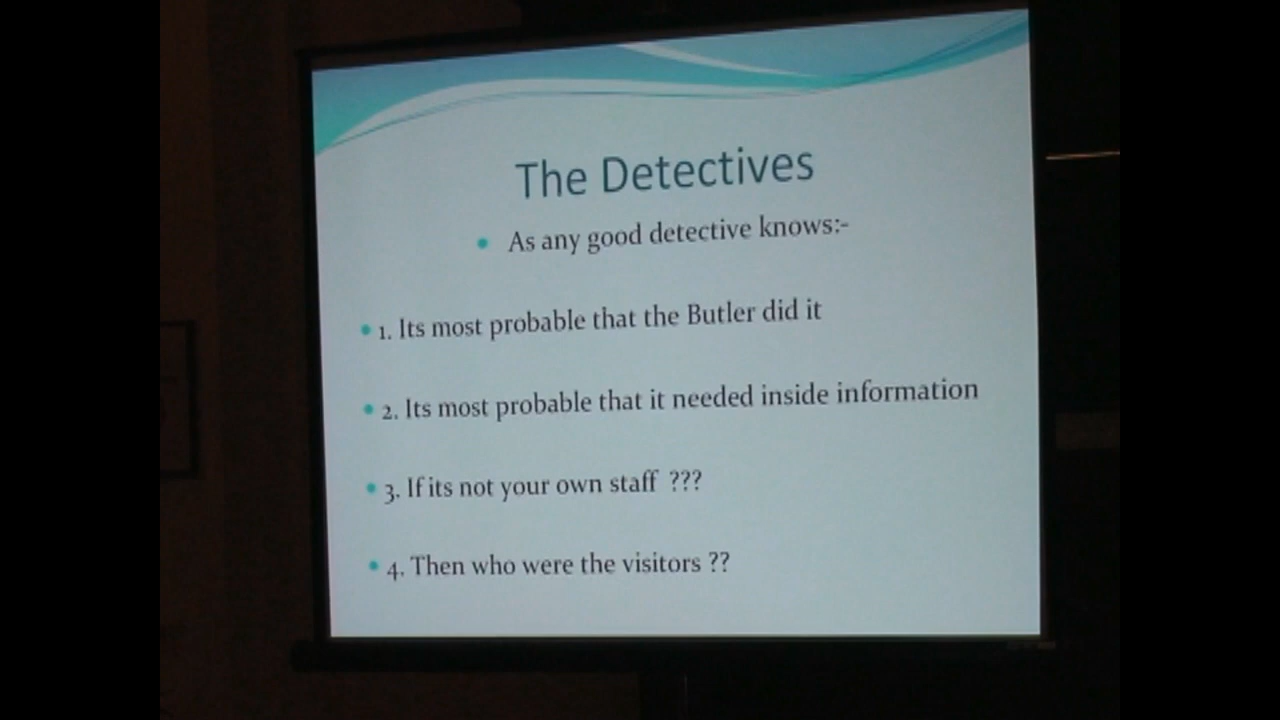 The Detectives
• As any good detective knows:-
• 1. Its most probable that the Butler did it
• 2. Its most probable that it needed inside information
• 3. If its not your own staff ???
• 4. Then who were the visitors ??